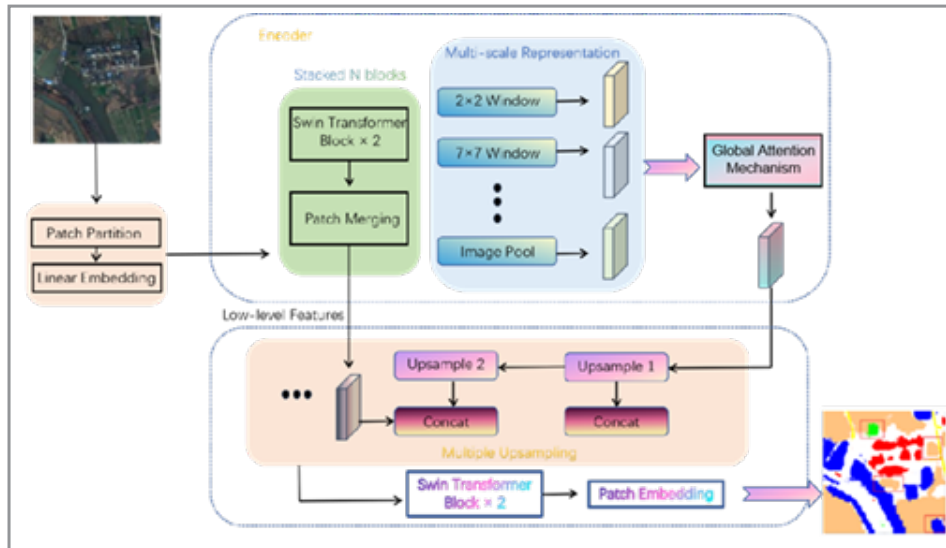 Encoder
Multi-scale Representation
Stacked N blocks
Swin Transformer
Block × 2
Patch Merging
2×2 Window
7×7 Window
Image Pool
Global Attention
Mechanism
Patch Partition
Linear Embedding
Low-level Features
Upsample 2
Upsample 1
Concat
Concat
Multiple Upsampling
Swin Transformer
Block × 2
Patch Embedding